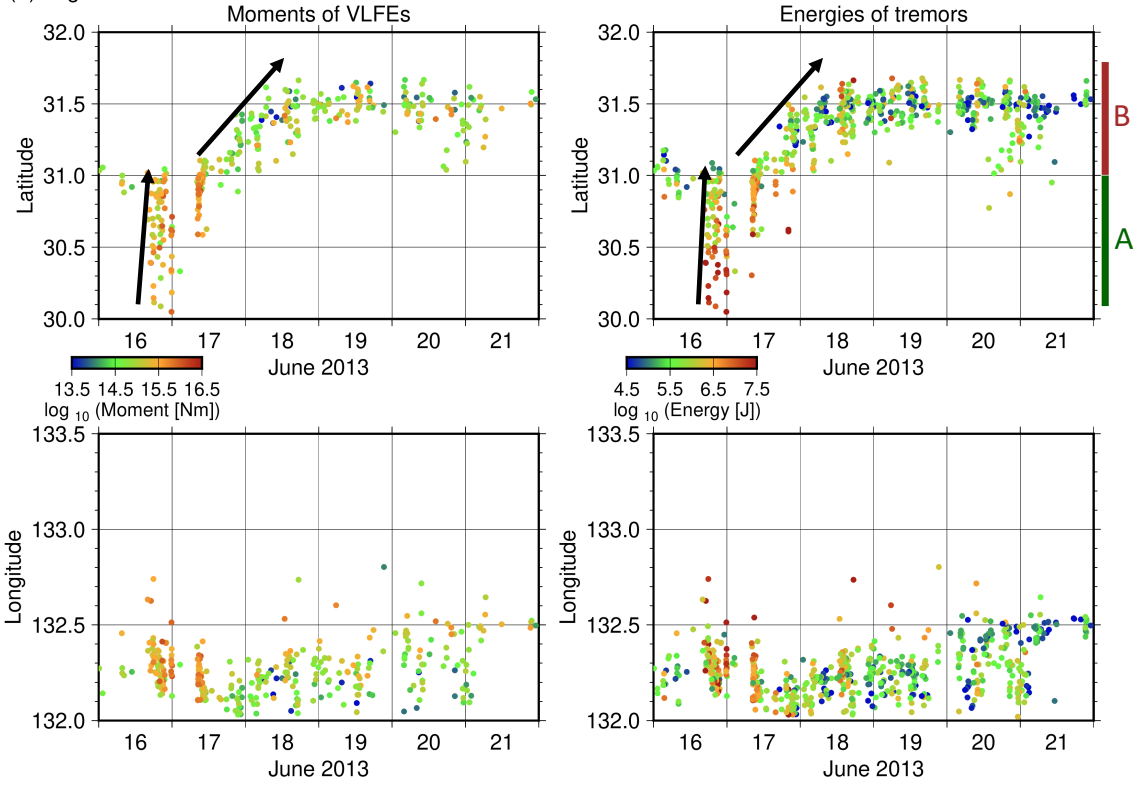 Moments of VLFEs
Energies of tremors
32.0
31.5
31.0
30.5
30.0
Latitude
16 17 18 19 20 21
June 2013
32.0
31.5
31.0
30.5
30.0
Latitude
16 17 18 19 20 21
June 2013
B
A
13.5 14.5 15.5 16.5
log 10 (Moment [Nm])
4.5 5.5 6.5 7.5
log 10 (Energy [J])
133.5
133.0
132.5
132.0
Longitude
16 17 18 19 20 21
June 2013
133.5
133.0
132.5
132.0
Longitude
16 17 18 19 20 21
June 2013